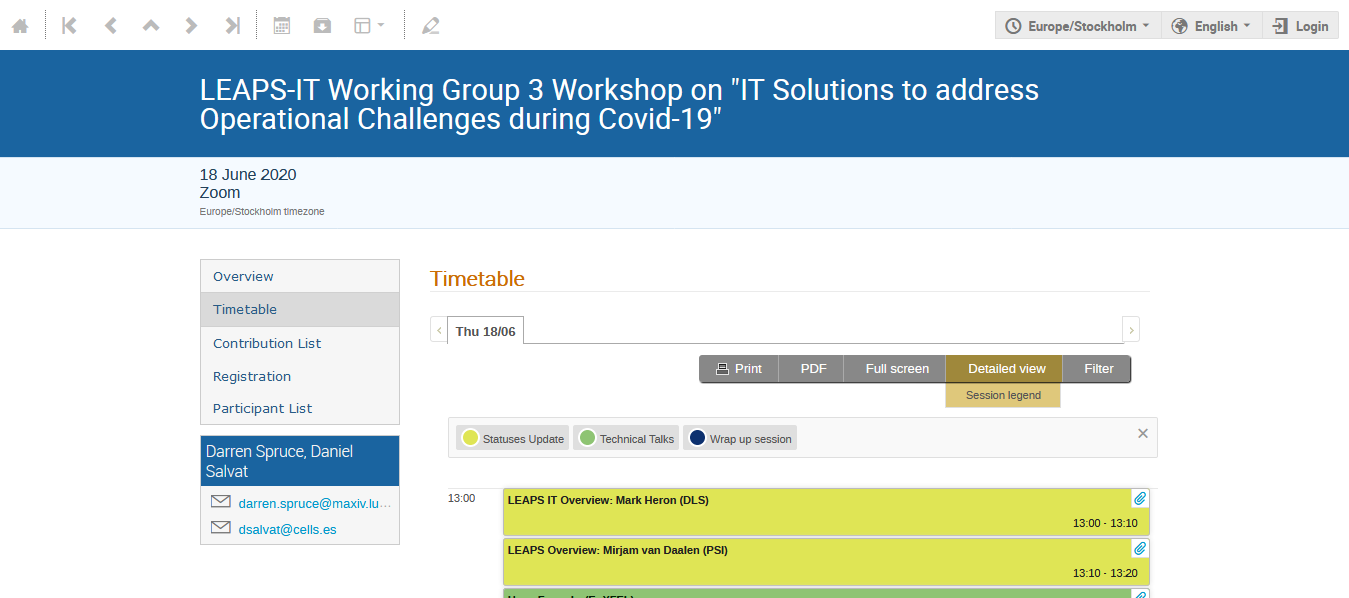 Europe/Stockholm
English
Login
LEAPS-IT Working Group 3 Workshop on "IT Solutions to address
Operational Challenges during Covid-19"
18 June 2020
Zoom
Europe/Stockholm timezone
Overview
Timetable
Contribution List
Registration
Participant List
Darren Spruce, Daniel
Salvat
darren.spruce@maxiv.lu...
dsalvat@cells.es
Timetable
Thu 18/06
Print
PDF
Full screen
Detailed view
Filter
Session legend
Statuses Update
Technical Talks
Wrap up session
13:00
LEAPS IT Overview: Mark Heron (DLS)
13:00 - 13:10
LEAPS Overview: Mirjam van Daalen (PSI)
13:10 - 13:20